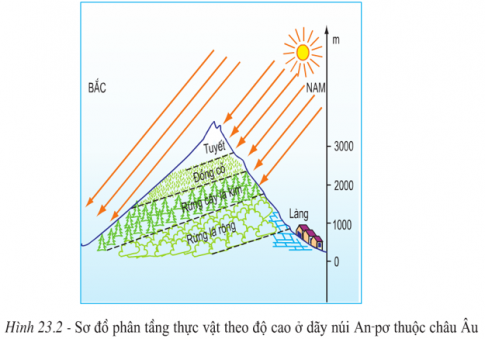 m
BẮC
NAM
3000
Tuyết
Đồng cỏ
2000
Rừng cây lá kim
Làng
1000
Rừng lá rộng
0
Hình 23.2 - Sơ đồ phân tầng thực vật theo độ cao ở dãy núi An-pơ thuộc châu Âu